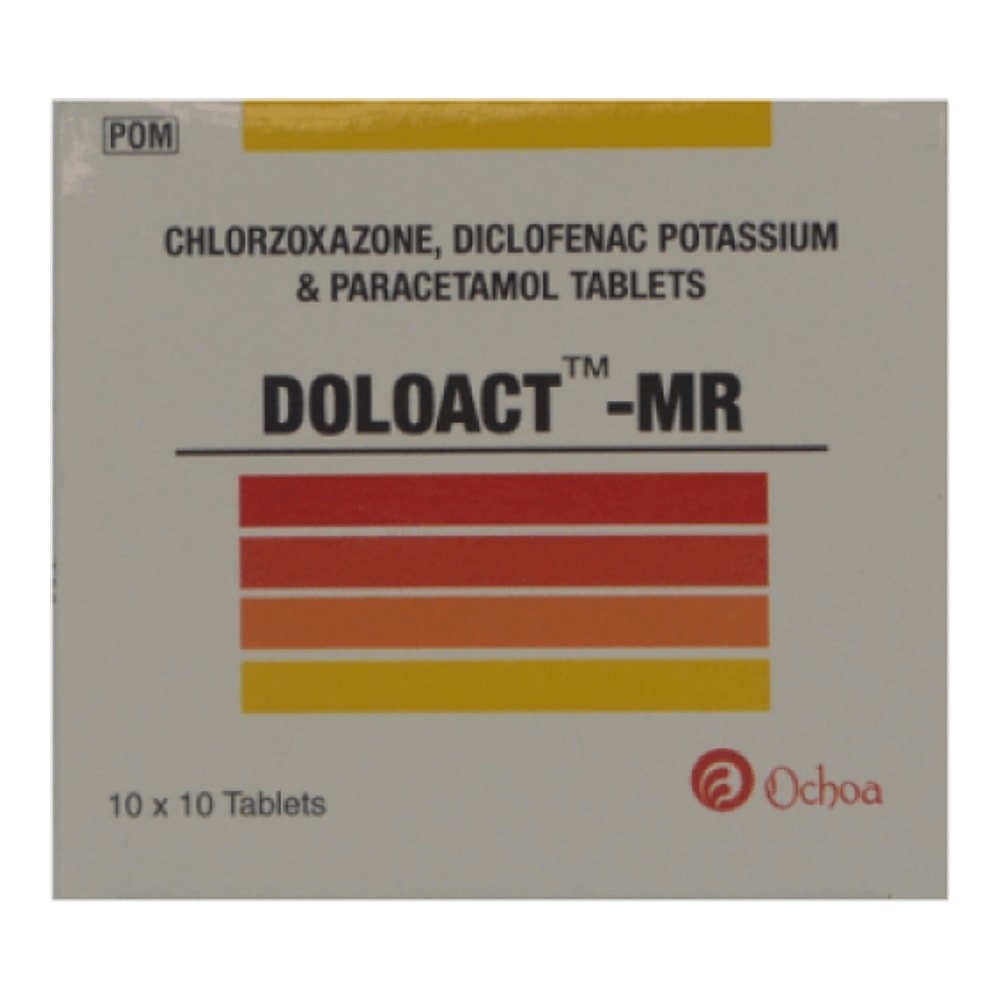 POM
CHLORZOXAZONE, DICLOFENAC POTASSIUM
& PARACETAMOL TABLETS
DOLOACT™-MR
10 x 10 Tablets
Ochoa